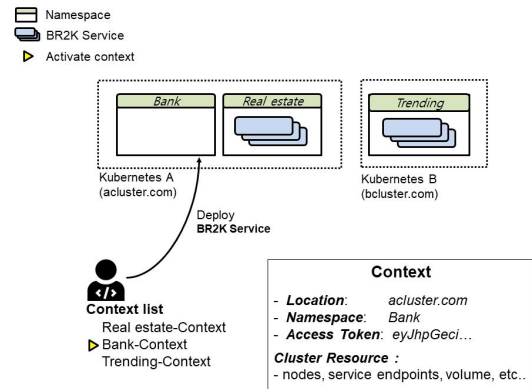 Namespace
BR2K Service
Activate context
Bank
Real estate
Trending
Kubernetes A
(acluster.com)
Kubernetes B
(bcluster.com)
Deploy
BR2K Service
</>
Context list
Real estate-Context
Bank-Context
Trending-Context
Context
- Location: acluster.com
- Namespace: Bank
- Access Token: eyJhpGeci...
Cluster Resource :
- nodes, service endpoints, volume, etc..